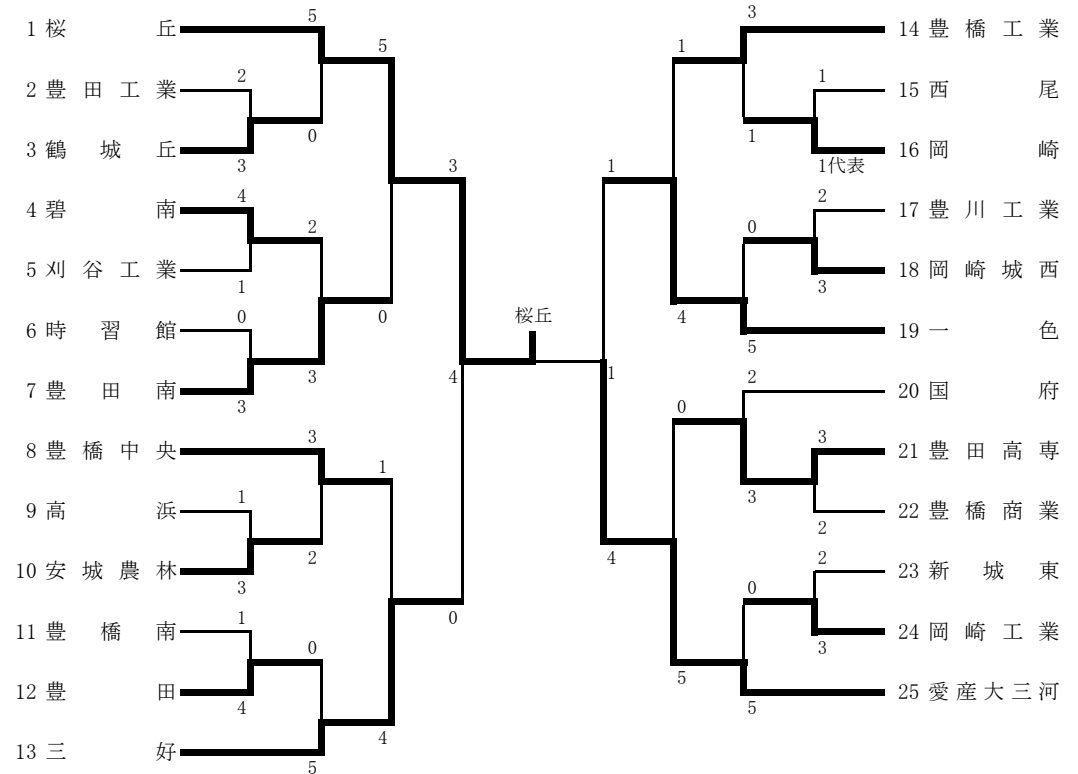 1 桜丘
2 豊田工業
3 鶴城丘
4 碧南
5 刈谷工業
6 時習館
7 豊田南
8 豊橋中央
9 高浜
10 安城農林
11 豊橋南
12 豊田
13 三好
5
2
3
5
0
4
1
2
0
3
3
0
3
1
3
2
1
1
4
0
5
4
3
0
4
桜丘
1
1
4
1
3
1
1
1代表
1
4
0
2
3
5
0
2
3
3
2
5
0
2
3
5
14 豊橋工業
15 西尾
16 岡崎
17 豊川工業
18 岡崎城西
19 一色
20 国府
21 豊田高専
22 豊橋商業
23 新城東
24 岡崎工業
25 愛産大三河